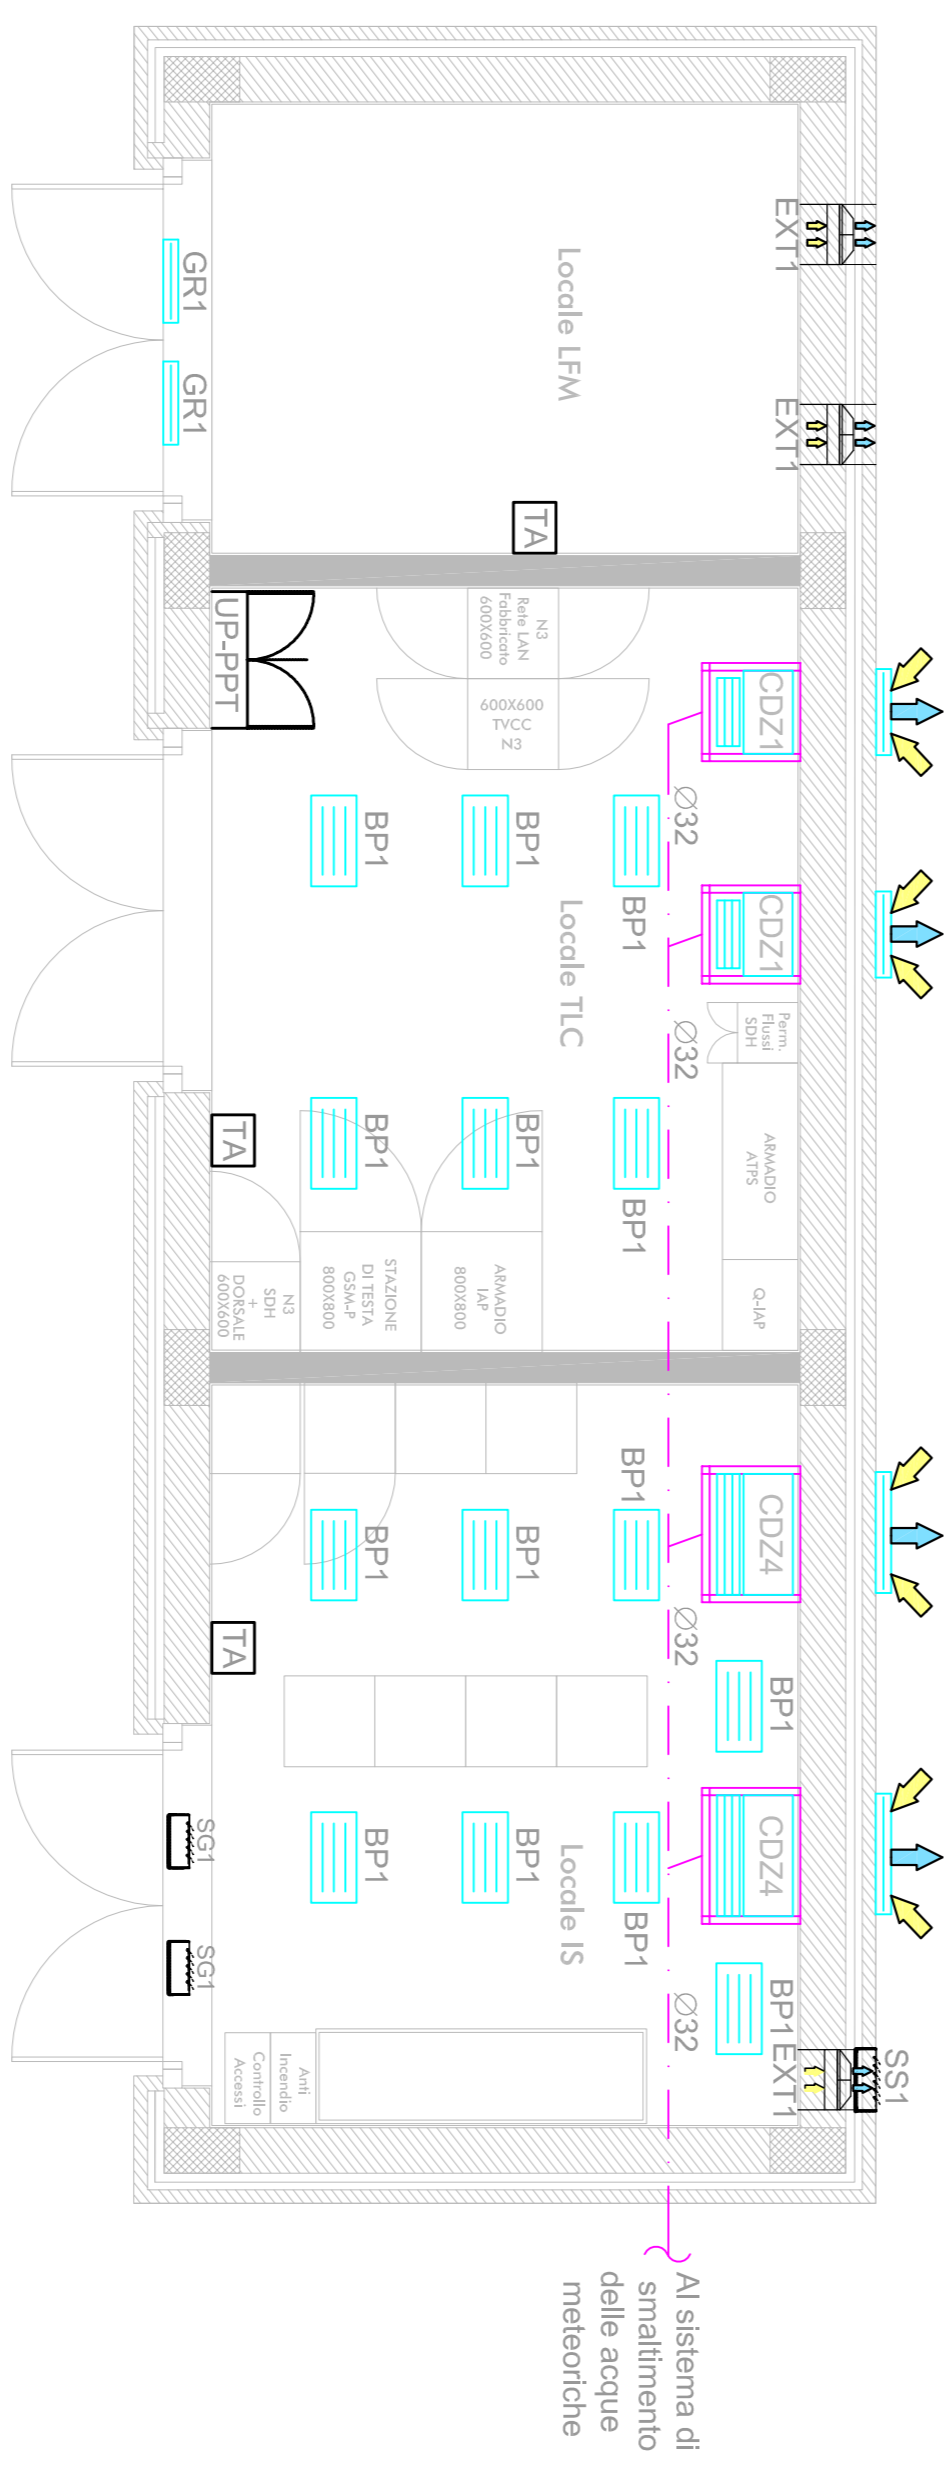 EXT1
EXT1
GR1
GR1
Locale LFM
TA
UP-PPT
N3
Rete LAN
Fabbricato
600X600
600X600
TVCC
N3
CDZ1
Ø32
BP1
BP1
BP1
CDZ1
Locale TLC
Perm.
Flussi
SDH
Ø32
ARMADIO
ATPS
BP1
BP1
BP1
TA
Q-IAP
ARMADIO
IAP
800X800
STAZIONE
DI TESTA
GSM-P
800X800
N3
SDH
+
DORSALE
600X600
BP1
BP1
BP1
CDZ4
Ø32
TA
BP1
CDZ4
BP1
BP1
BP1
Locale IS
SG1
SG1
BP1
Ø32
EXT1
SS1
Anti
Incendio
Controllo
Accessi
Al sistema di
smaltimento
delle acque
meteoriche